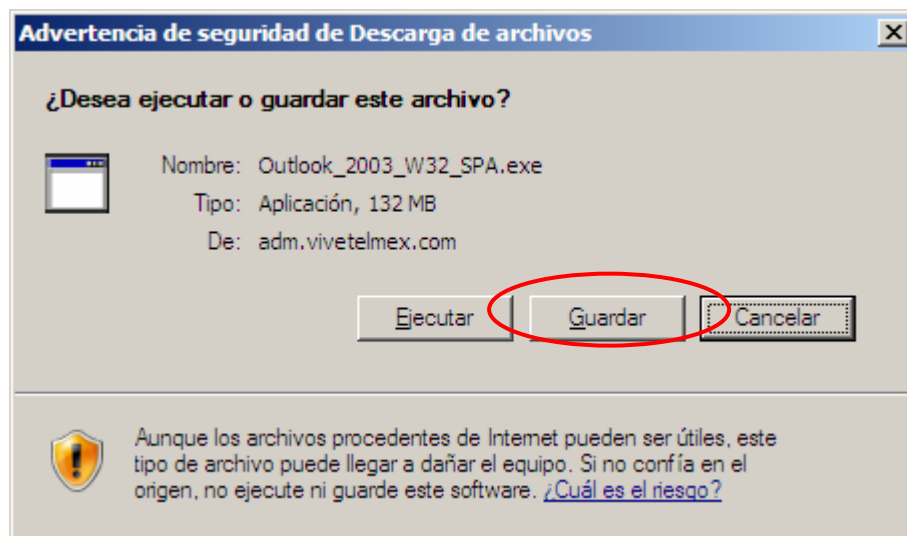 Advertencia de seguridad de Descarga de archivos
¿Desea ejecutar o guardar este archivo?
Nombre: Outlook_2003_W32_SPA.exe
Tipo: Aplicación, 132 MB
De: adm.vivetelmex.com
Ejecutar Guardar Cancelar
Aunque los archivos procedentes de Internet pueden ser útiles, este
tipo de archivo puede llegar a dañar el equipo. Si no confía en el
origen, no ejecute ni guarde este software. ¿Cuál es el riesgo?